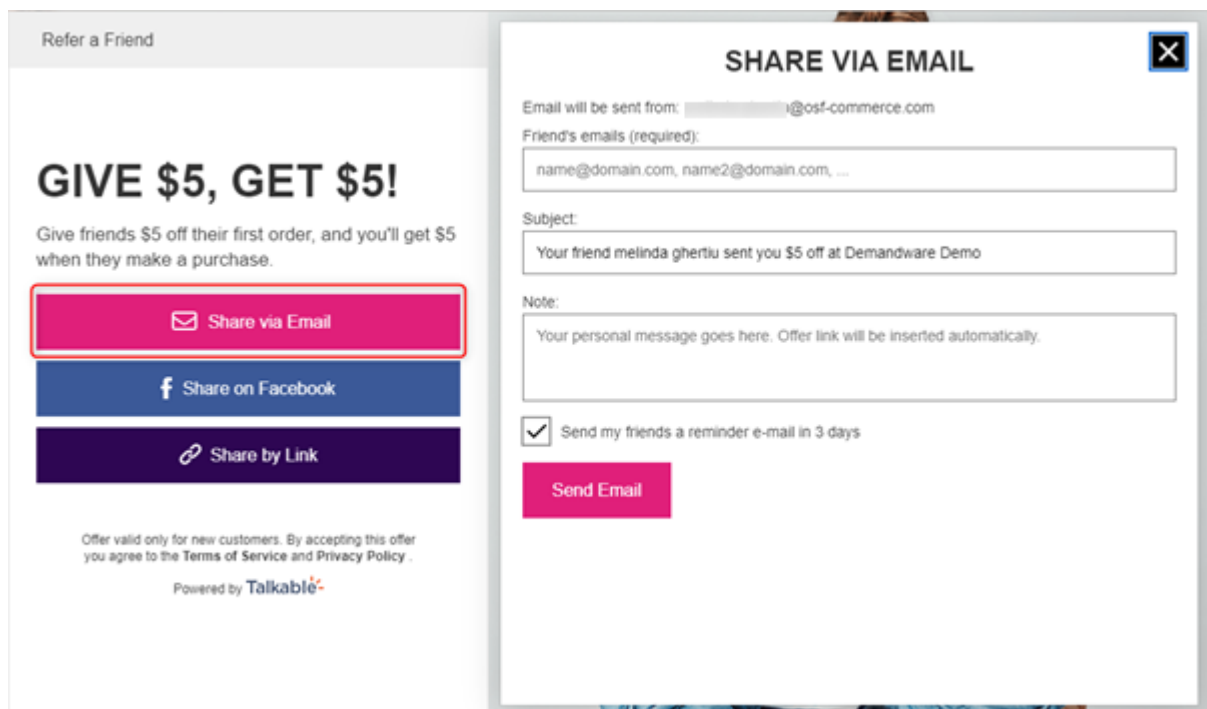 Refer a Friend
GIVE $5, GET $5!
Give friends $5 off their first order, and you'll get $5
when they make a purchase.
Share via Email
Share on Facebook
Share by Link
Offer valid only for new customers. By accepting this offer
you agree to the Terms of Service and Privacy Policy .
Powered by Talkable
SHARE VIA EMAIL
Email will be sent from: @osf-commerce.com
Friend's emails (required):
name@domain.com, name2@domain.com, ...
Subject:
Your friend melinda ghertiu sent you $5 off at Demandware Demo
Note:
Your personal message goes here. Offer link will be inserted automatically.
Send my friends a reminder e-mail in 3 days
Send Email